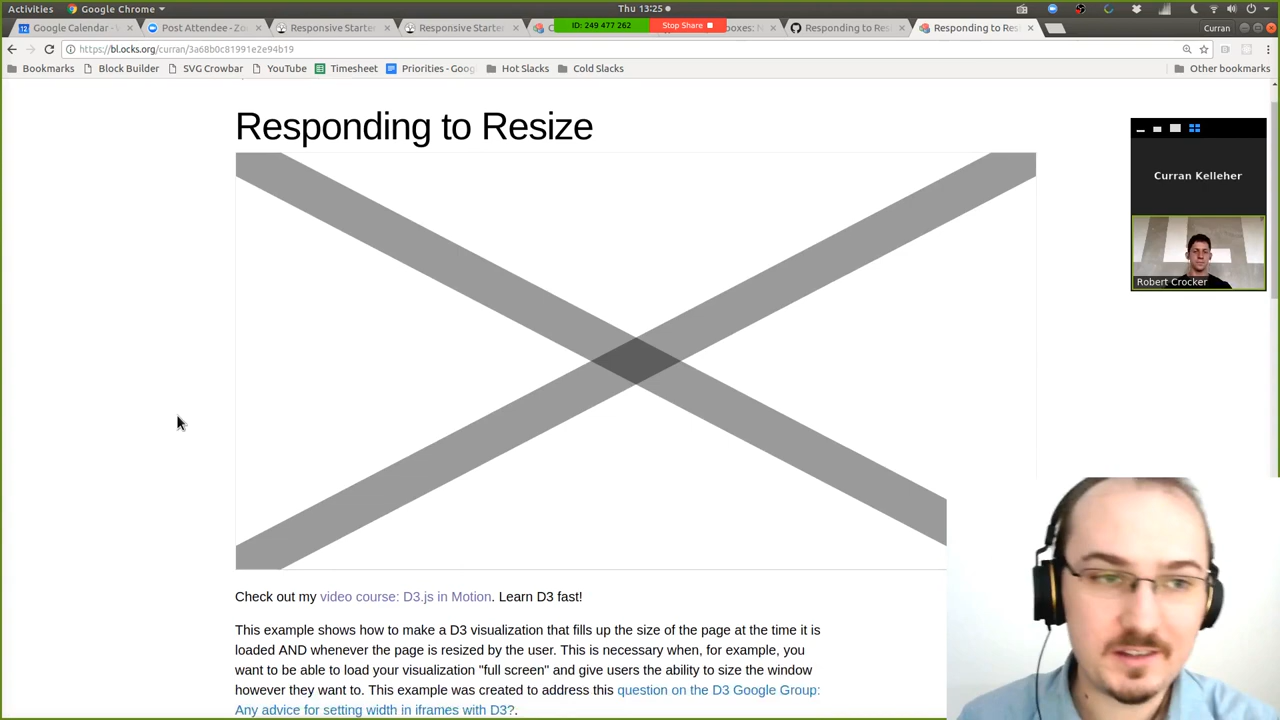 Activities
Google Chrome
Thu 13:25
Google Calendar -
Post Attendee - Zo
Responsive Starte
Responsive Starte
ID: 249 477 262
Stop Share
boxes:
Responding to Res
Responding to Res
Curran
https://bl.ocks.org/curran/3a68b0c81991e2e94b19
Bookmarks
Block Builder
SVG Crowbar
YouTube
Timesheet
Priorities - Goog
Hot Slacks
Cold Slacks
Other bookmarks
Responding to Resize
Curran Kelleher
Robert Crocker
Check out my video course: D3.js in Motion. Learn D3 fast!
This example shows how to make a D3 visualization that fills up the size of the page at the time it is
loaded AND whenever the page is resized by the user. This is necessary when, for example, you
want to be able to load your visualization "full screen" and give users the ability to size the window
however they want to. This example was created to address this question on the D3 Google Group:
Any advice for setting width in iframes with D3?.